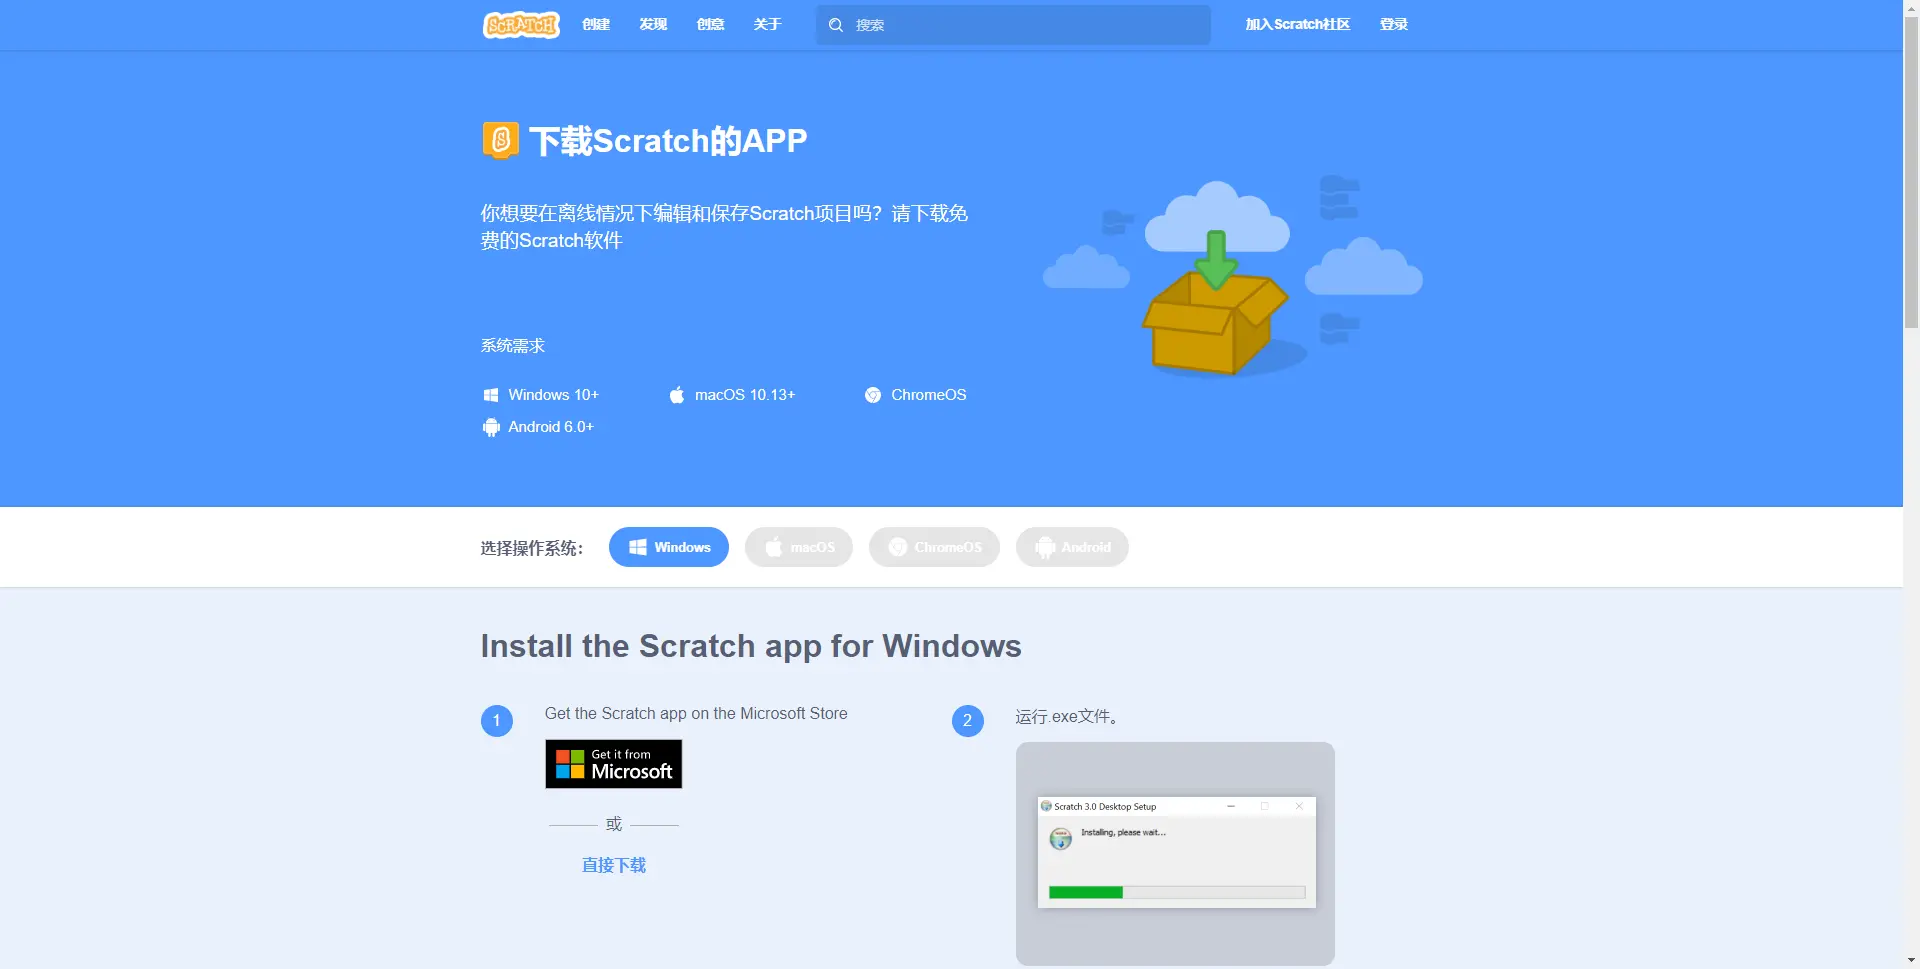 SCRATCH 创建 发现 创意 关于 搜索 加入Scratch社区 登录
下载Scratch的APP
你想要在离线情况下编辑和保存Scratch项目吗？请下载免
费的Scratch软件
系统需求
Windows 10+ macOS 10.13+ ChromeOS
Android 6.0+
选择操作系统： Windows macOS ChromeOS Android
Install the Scratch app for Windows
1 Get the Scratch app on the Microsoft Store
Get it from
Microsoft
或
直接下载
2 运行.exe文件。
Scratch 3.0 Desktop Setup
Installing, please wait...